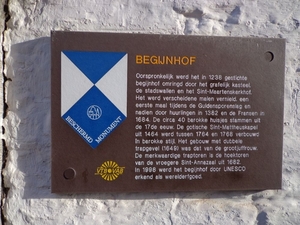 BEGIJNHOF
Oorspronkelijk werd het in 1236 gestichte
begijnhof omringd door het grafelijk kasteel,
de stadswallen en het Sint-Maartenskerkhof.
Het werd verscheidene malen vernield, een
eerste maal tijdens de Guldensporenslag en
nadien door huurlingen in 1382 en de Fransen in
1684. De circa 40 barokke huisjes stammen uit
de 17de eeuw. De gotische Sint-Mattheuskapel
uit 1464 werd tussen 1764 en 1766 verbouwd
in barokke stijl. Het gebouw met dubbele
trapgevel (1649) was dat van de grootjuffrouw.
De merkwaardige traptoren is de hoektoren
van de vroegere Sint-Annazaal uit 1682.
In 1998 werd het begijnhof door UNESCO
erkend als werelderfgoed.
BESCHERMD MONUMENT